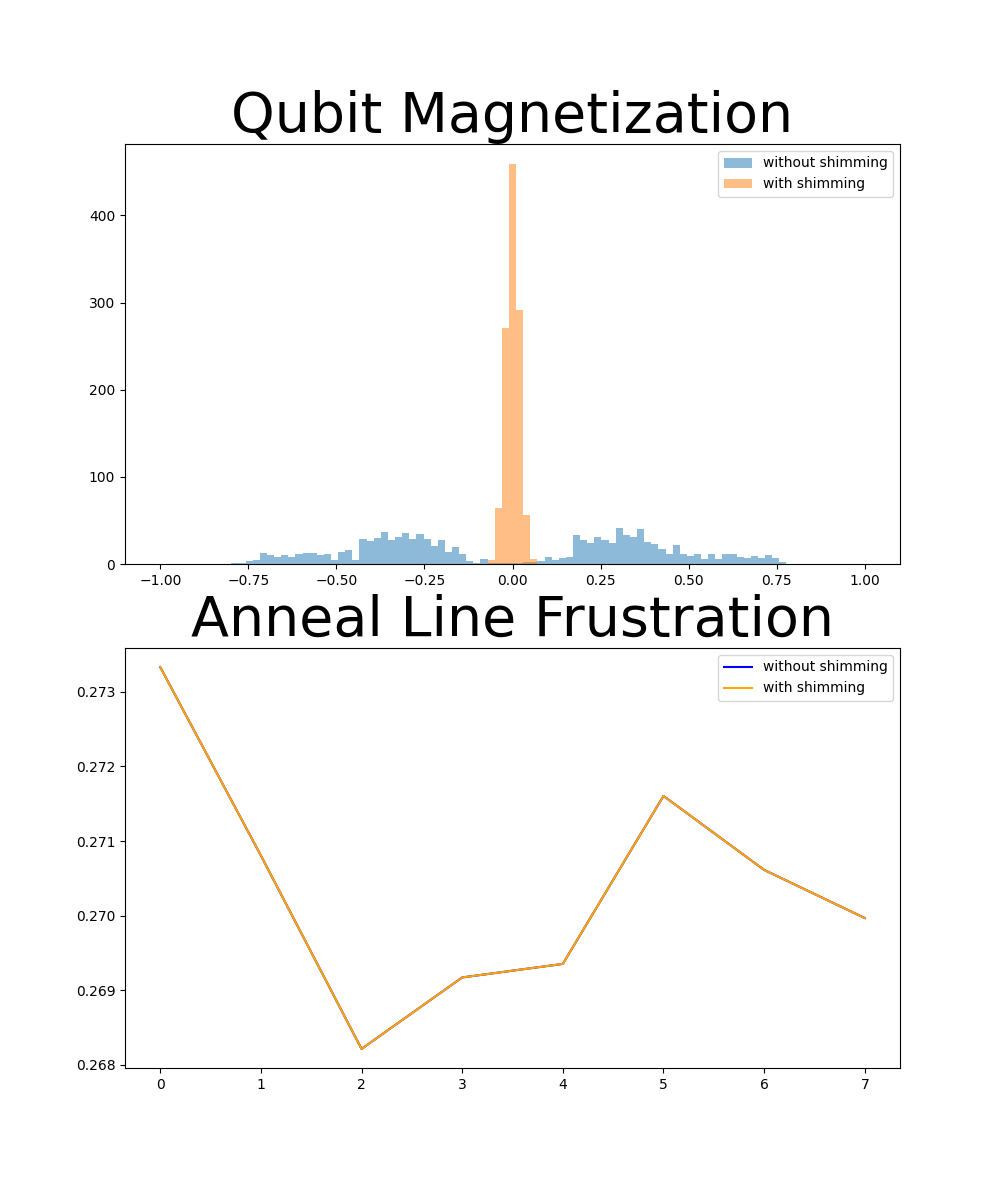 Qubit Magnetization
without shimming
with shimming
400
300
200
100
0
−1.00 −0.75 −0.50 −0.25 0.00 0.25 0.50 0.75 1.00
Anneal Line Frustration
without shimming
with shimming
0.273
0.272
0.271
0.270
0.269
0.268
0 1 2 3 4 5 6 7